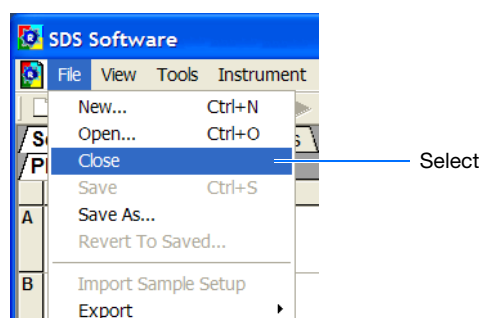 SDS Software
File View Tools Instrument
New... Ctrl+N
Open... Ctrl+O
Close
Select
Save Ctrl+S
Save As...
A
Revert To Saved...
B
Import Sample Setup
Export